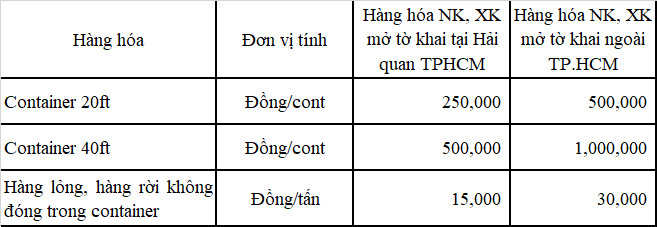 Hàng hóa
Đơn vị tính
Hàng hóa NK, XK
mở tờ khai tại Hải
quan TPHCM
Hàng hóa NK, XK
mở tờ khai ngoài
TP.HCM
Container 20ft
Đồng/cont
250,000
500,000
Container 40ft
Đồng/cont
500,000
1,000,000
Hàng lỏng, hàng rời không
đóng trong container
Đồng/tấn
15,000
30,000